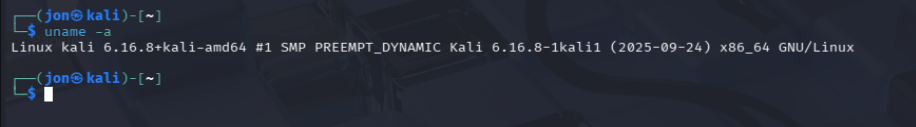 ┌──(jon㉿kali)-[~]
└─$ uname -a
Linux kali 6.16.8+kali-amd64 #1 SMP PREEMPT_DYNAMIC Kali 6.16.8-1kali1 (2025-09-24) x86_64 GNU/Linux
┌──(jon㉿kali)-[~]
└─$